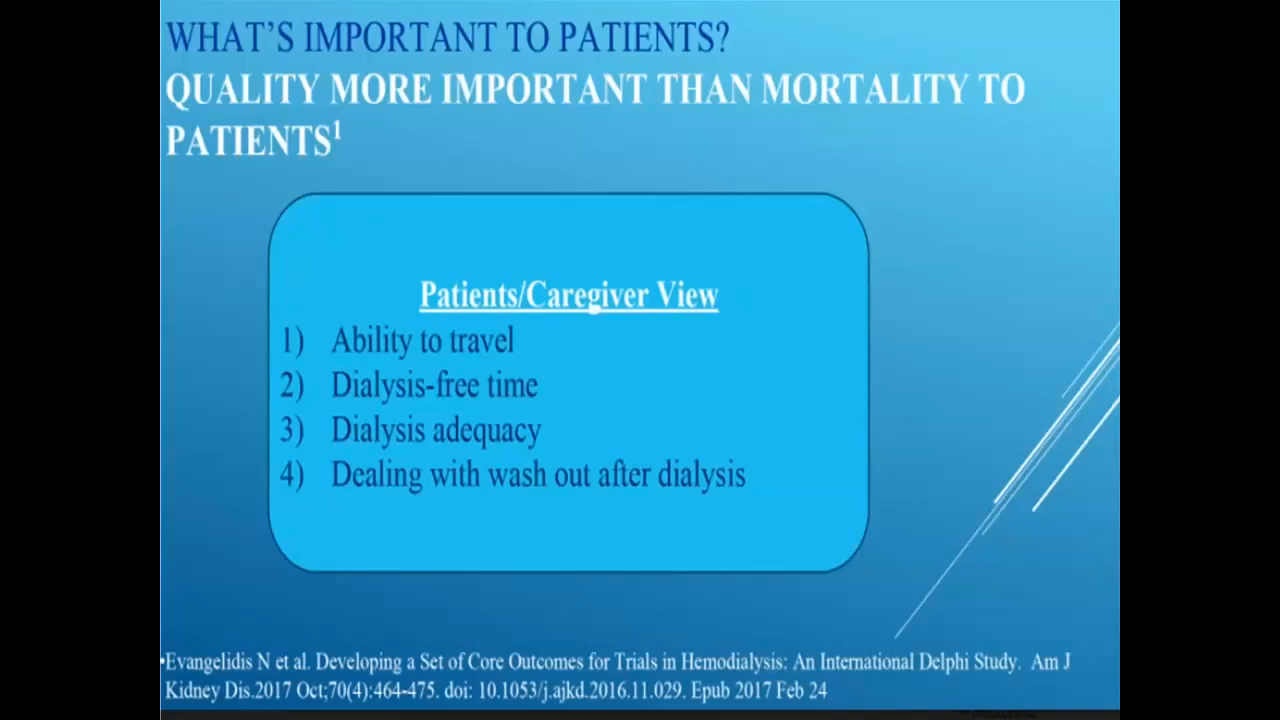 WHAT'S IMPORTANT TO PATIENTS?
QUALITY MORE IMPORTANT THAN MORTALITY TO
PATIENTS¹
Patients/Caregiver View
1) Ability to travel
2) Dialysis-free time
3) Dialysis adequacy
4) Dealing with wash out after dialysis
•Evangelidis N et al. Developing a Set of Core Outcomes for Trials in Hemodialysis: An International Delphi Study. Am J
Kidney Dis.2017 Oct;70(4):464-475. doi: 10.1053/j.ajkd.2016.11.029. Epub 2017 Feb 24